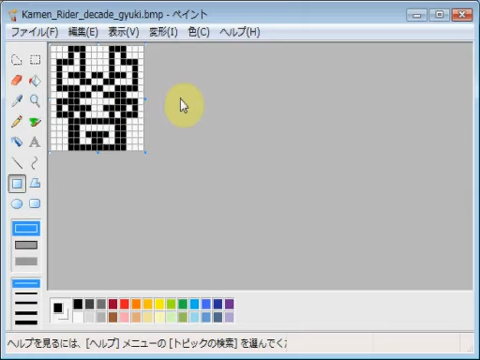 Kamen_Rider_decade_gyuki.bmp - ペイント
ファイル(F) 編集(E) 表示(V) 変形(I) 色(C) ヘルプ(H)
ヘルプを見るには、[ヘルプ] メニューの [トピックの検索] を選んでく